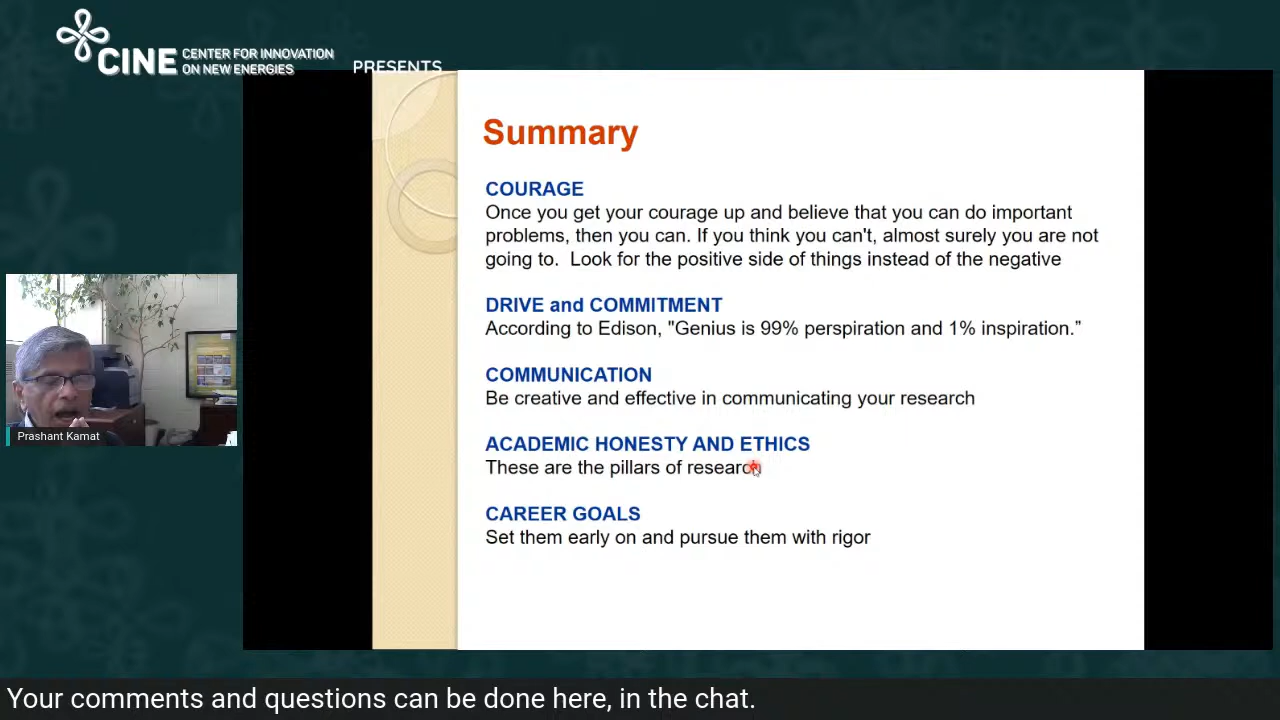 CINE CENTER FOR INNOVATION
ON NEW ENERGIES
PRESENTS
Summary
COURAGE
Once you get your courage up and believe that you can do important
problems, then you can. If you think you can't, almost surely you are not
going to.  Look for the positive side of things instead of the negative
DRIVE and COMMITMENT
According to Edison, "Genius is 99% perspiration and 1% inspiration.”
COMMUNICATION
Be creative and effective in communicating your research
ACADEMIC HONESTY AND ETHICS
These are the pillars of research
CAREER GOALS
Set them early on and pursue them with rigor
Prashant Kamat
Your comments and questions can be done here, in the chat.